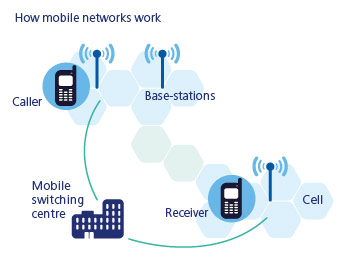 How mobile networks work
Caller
Base-stations
Mobile
switching
centre
Receiver
Cell